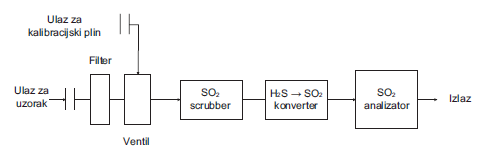 Ulaz za
kalibracijski plin
Filter
Ulaz za
uzorak
Ventil
SO₂
scrubber
H₂S → SO₂
konverter
SO₂
analizator
Izlaz